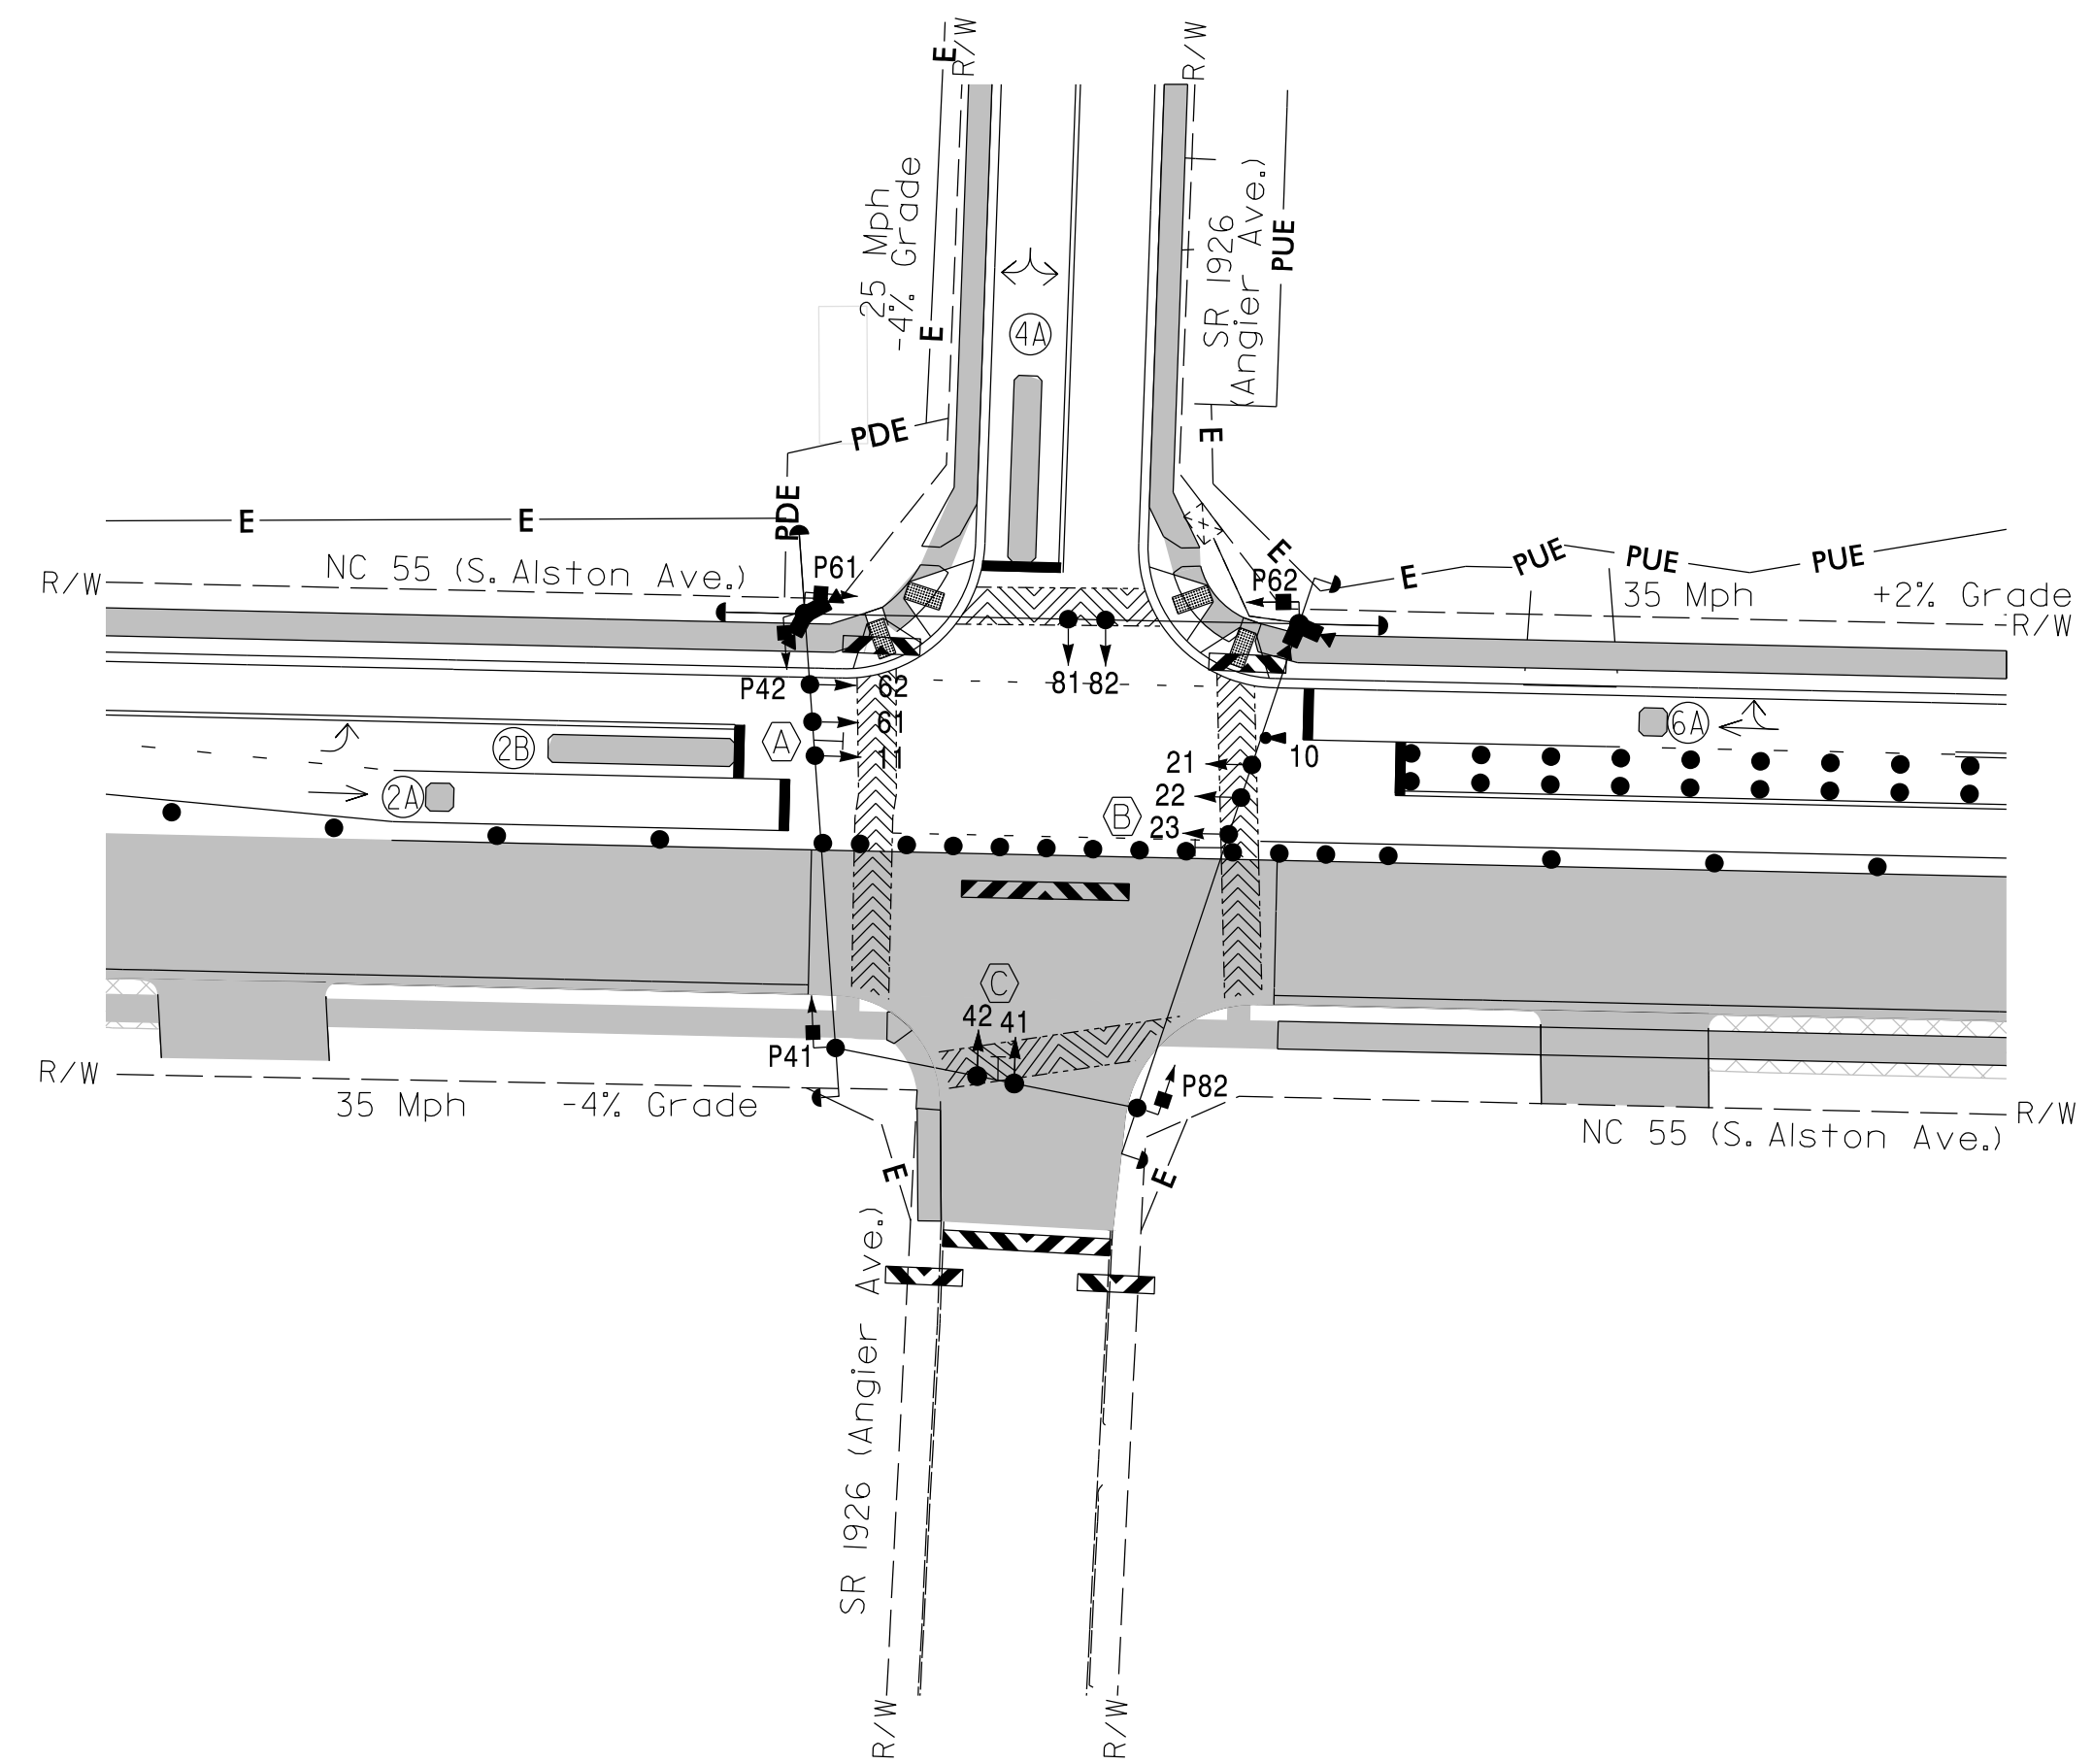 E
R/W
R/W
25 Mph
-4% Grade
E
SR 1926
(Angier Ave.)
PUE
4A
PDE
E
PDE
E
E
NC 55 (S. Alston Ave.)
R/W
P61
P62
E
E
PUE
PUE
PUE
35 Mph
+2% Grade
R/W
P42
62
61
11
81
82
A
2B
2A
6A
10
21
22
23
B
C
42
41
P41
P82
R/W
35 Mph
-4% Grade
R/W
NC 55 (S. Alston Ave.)
E
E
SR 1926 (Angier Ave.)
R/W
R/W